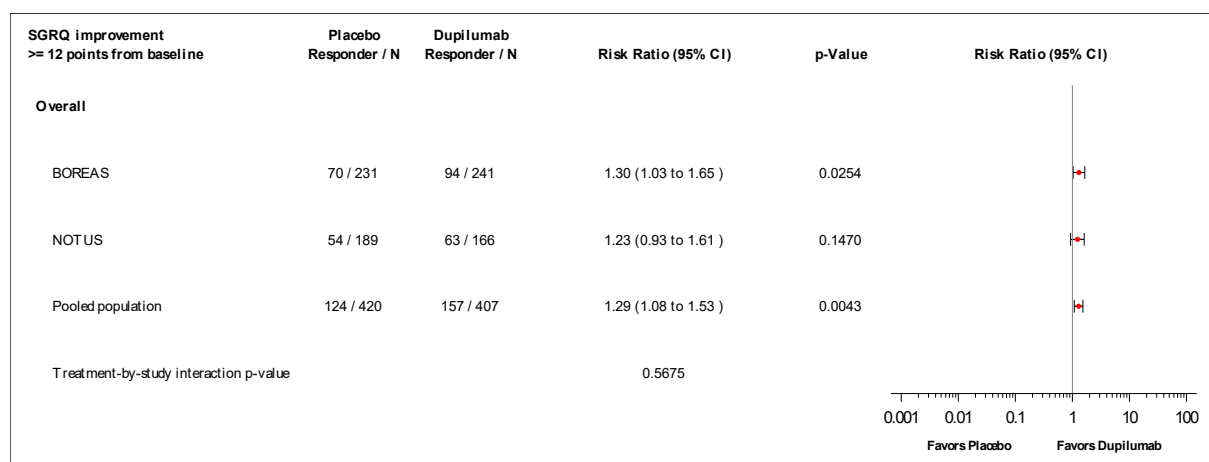 SGRQ improvement Placebo Dupilumab
>= 12 points from baseline Responder / N Responder / N Risk Ratio (95% CI) p-Value Risk Ratio (95% CI)
Overall
BOREAS 70 / 231 94 / 241 1.30 (1.03 to 1.65 ) 0.0254
NOTUS 54 / 189 63 / 166 1.23 (0.93 to 1.61 ) 0.1470
Pooled population 124 / 420 157 / 407 1.29 (1.08 to 1.53 ) 0.0043
Treatment-by-study interaction p-value 0.5675
0.001 0.01 0.1 1 10 100
Favors Placebo Favors Dupilumab